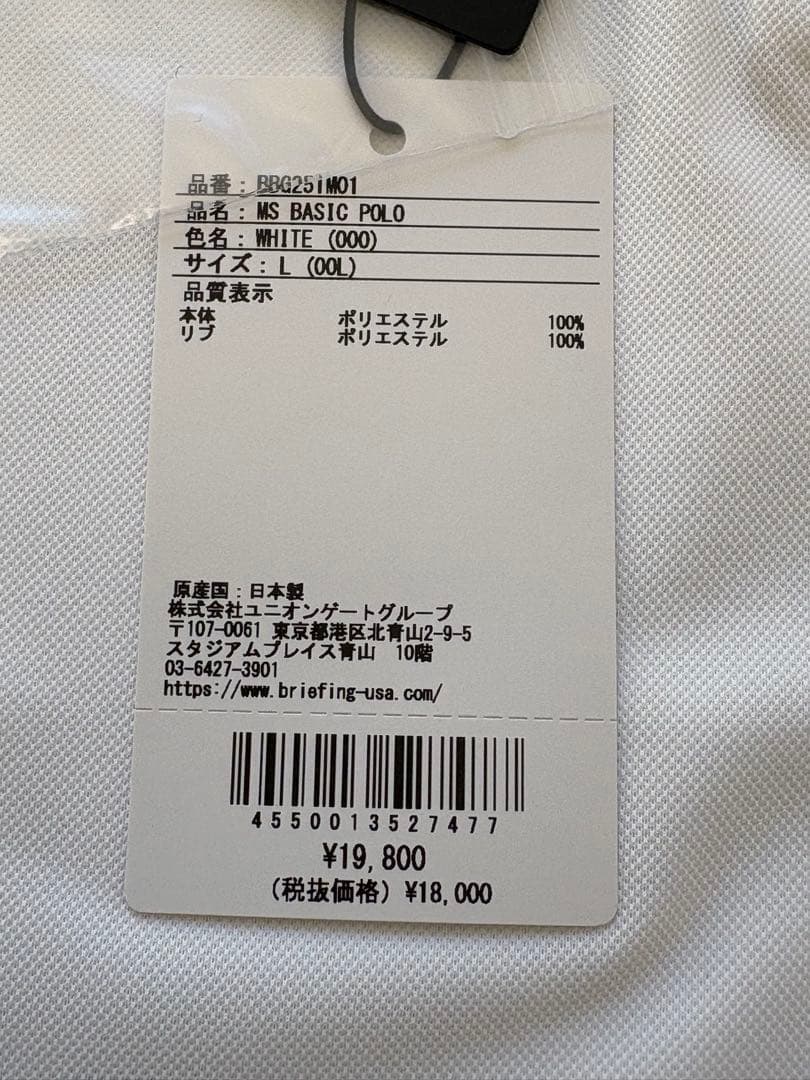 品番：BBG251M01
品名：MS BASIC POLO
色名：WHITE (000)
サイズ：L (00L)
品質表示
本体 ポリエステル 100%
リブ ポリエステル 100%
原産国：日本製
株式会社ユニオンゲートグループ
〒107-0061 東京都港区北青山2-9-5
スタジアムプレイス青山 10階
03-6427-3901
https://www.briefing-usa.com/
4550013527477
¥19,800
（税抜価格）¥18,000